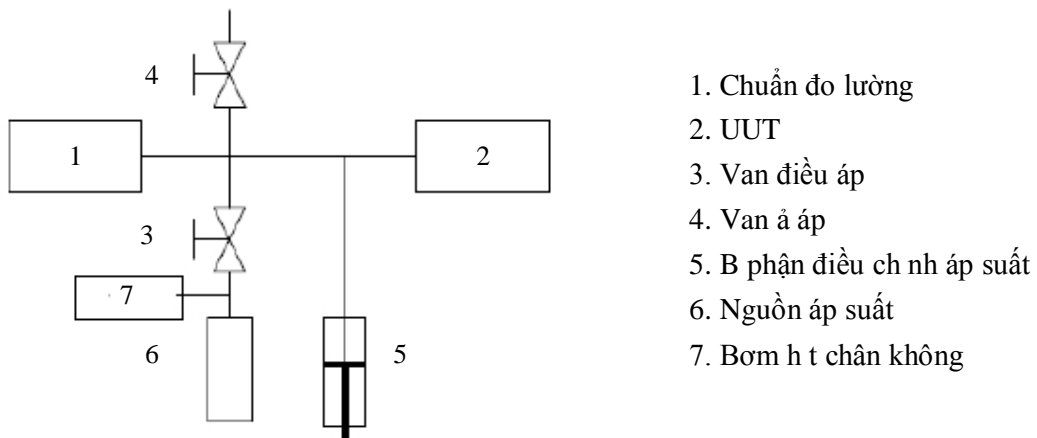 4
1
2
3
7
6
5
1. Chuẩn đo lường
2. UUT
3. Van điều áp
4. Van ả áp
5. B phận điều ch nh áp suất
6. Nguồn áp suất
7. Bơm h t chân không